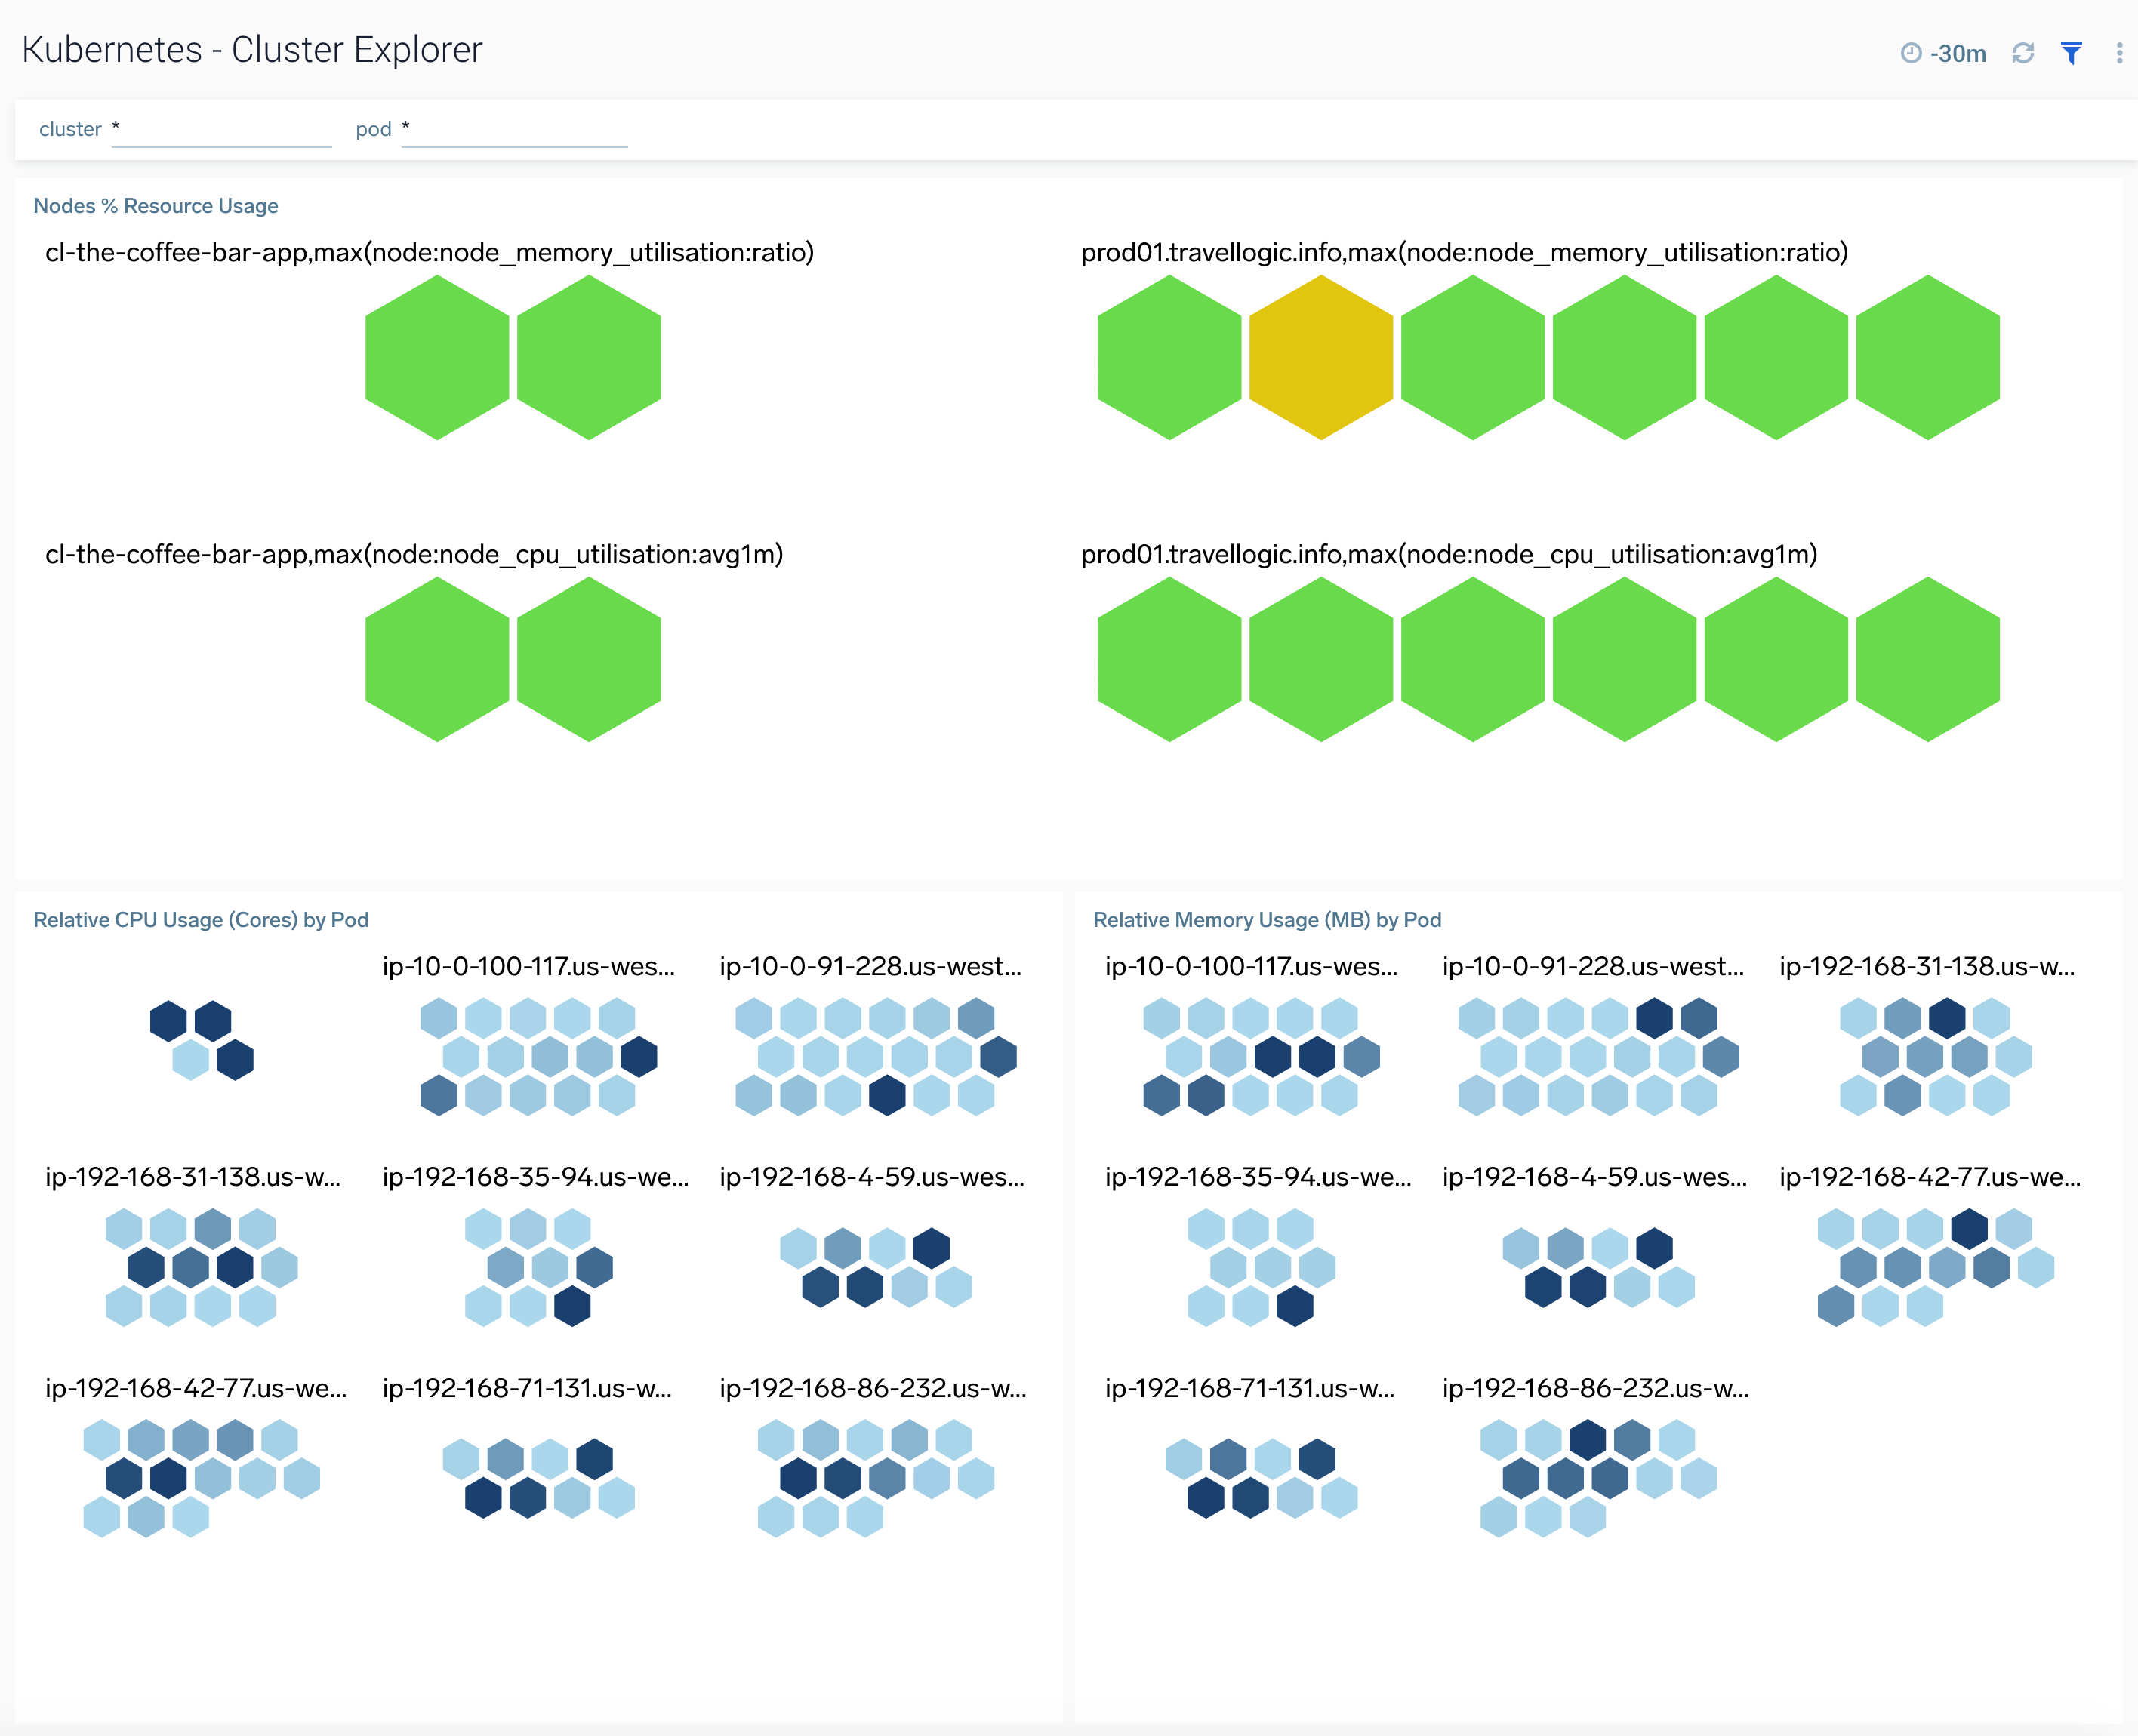 Kubernetes - Cluster Explorer
-30m
cluster *
pod *
Nodes % Resource Usage
cl-the-coffee-bar-app,max(node:node_memory_utilisation:ratio)
prod01.travellogic.info,max(node:node_memory_utilisation:ratio)
cl-the-coffee-bar-app,max(node:node_cpu_utilisation:avg1m)
prod01.travellogic.info,max(node:node_cpu_utilisation:avg1m)
Relative CPU Usage (Cores) by Pod
ip-10-0-100-117.us-wes...
ip-10-0-91-228.us-west...
ip-192-168-31-138.us-w...
ip-192-168-35-94.us-we...
ip-192-168-4-59.us-wes...
ip-192-168-42-77.us-we...
ip-192-168-71-131.us-w...
ip-192-168-86-232.us-w...
Relative Memory Usage (MB) by Pod
ip-10-0-100-117.us-wes...
ip-10-0-91-228.us-west...
ip-192-168-31-138.us-w...
ip-192-168-35-94.us-we...
ip-192-168-4-59.us-wes...
ip-192-168-42-77.us-we...
ip-192-168-71-131.us-w...
ip-192-168-86-232.us-w...